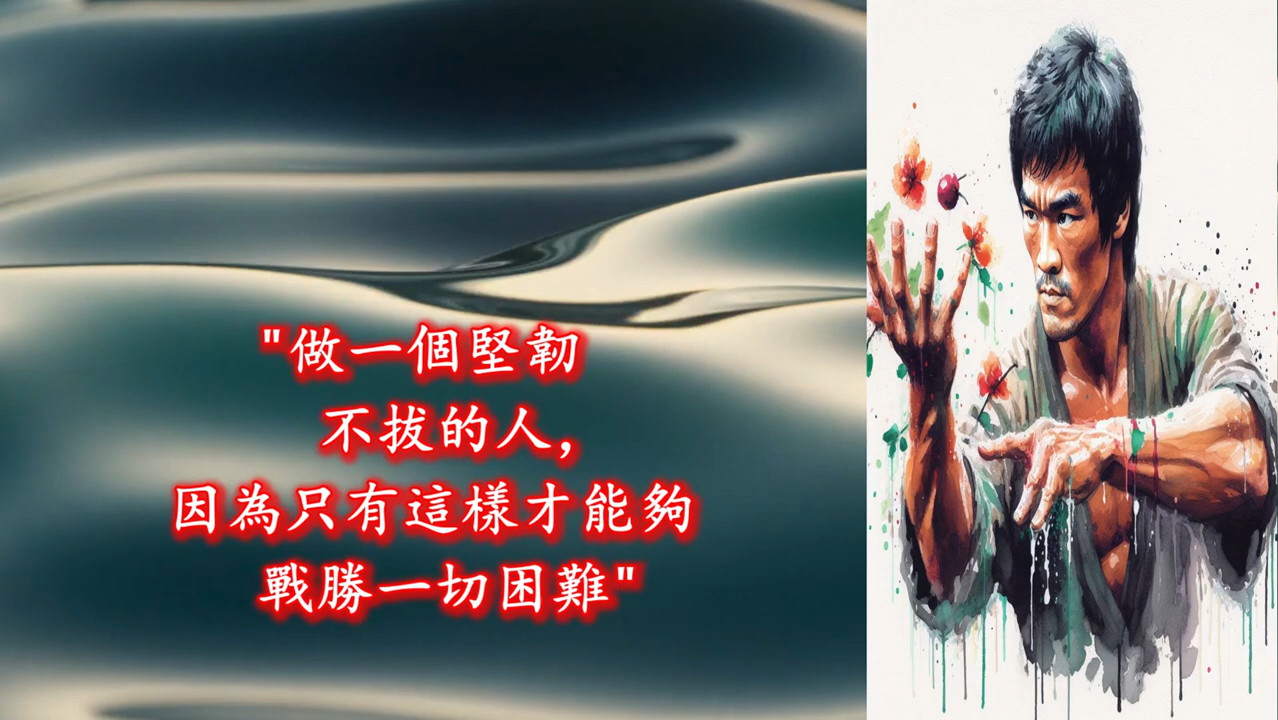 "做一個堅韌
不拔的人,
因為只有這樣才能夠
戰勝一切困難"